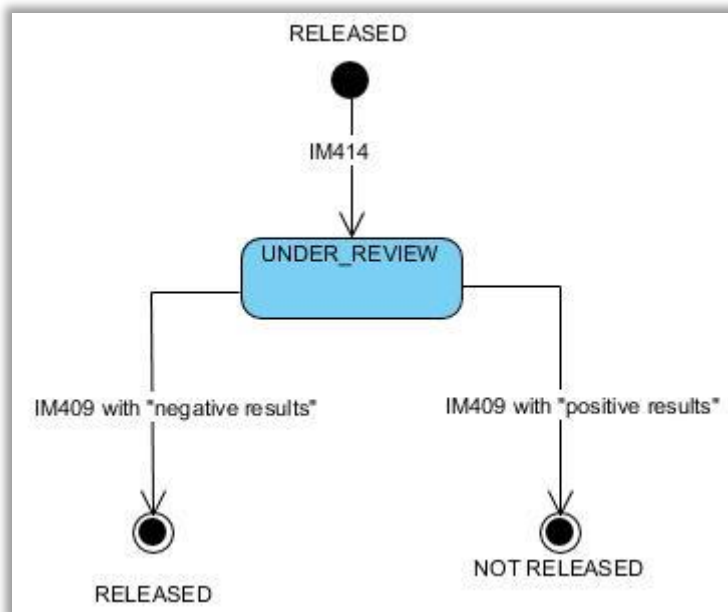 RELEASED
IM414
UNDER_REVIEW
IM409 with "negative results"
IM409 with "positive results"
NOT RELEASED
RELEASED